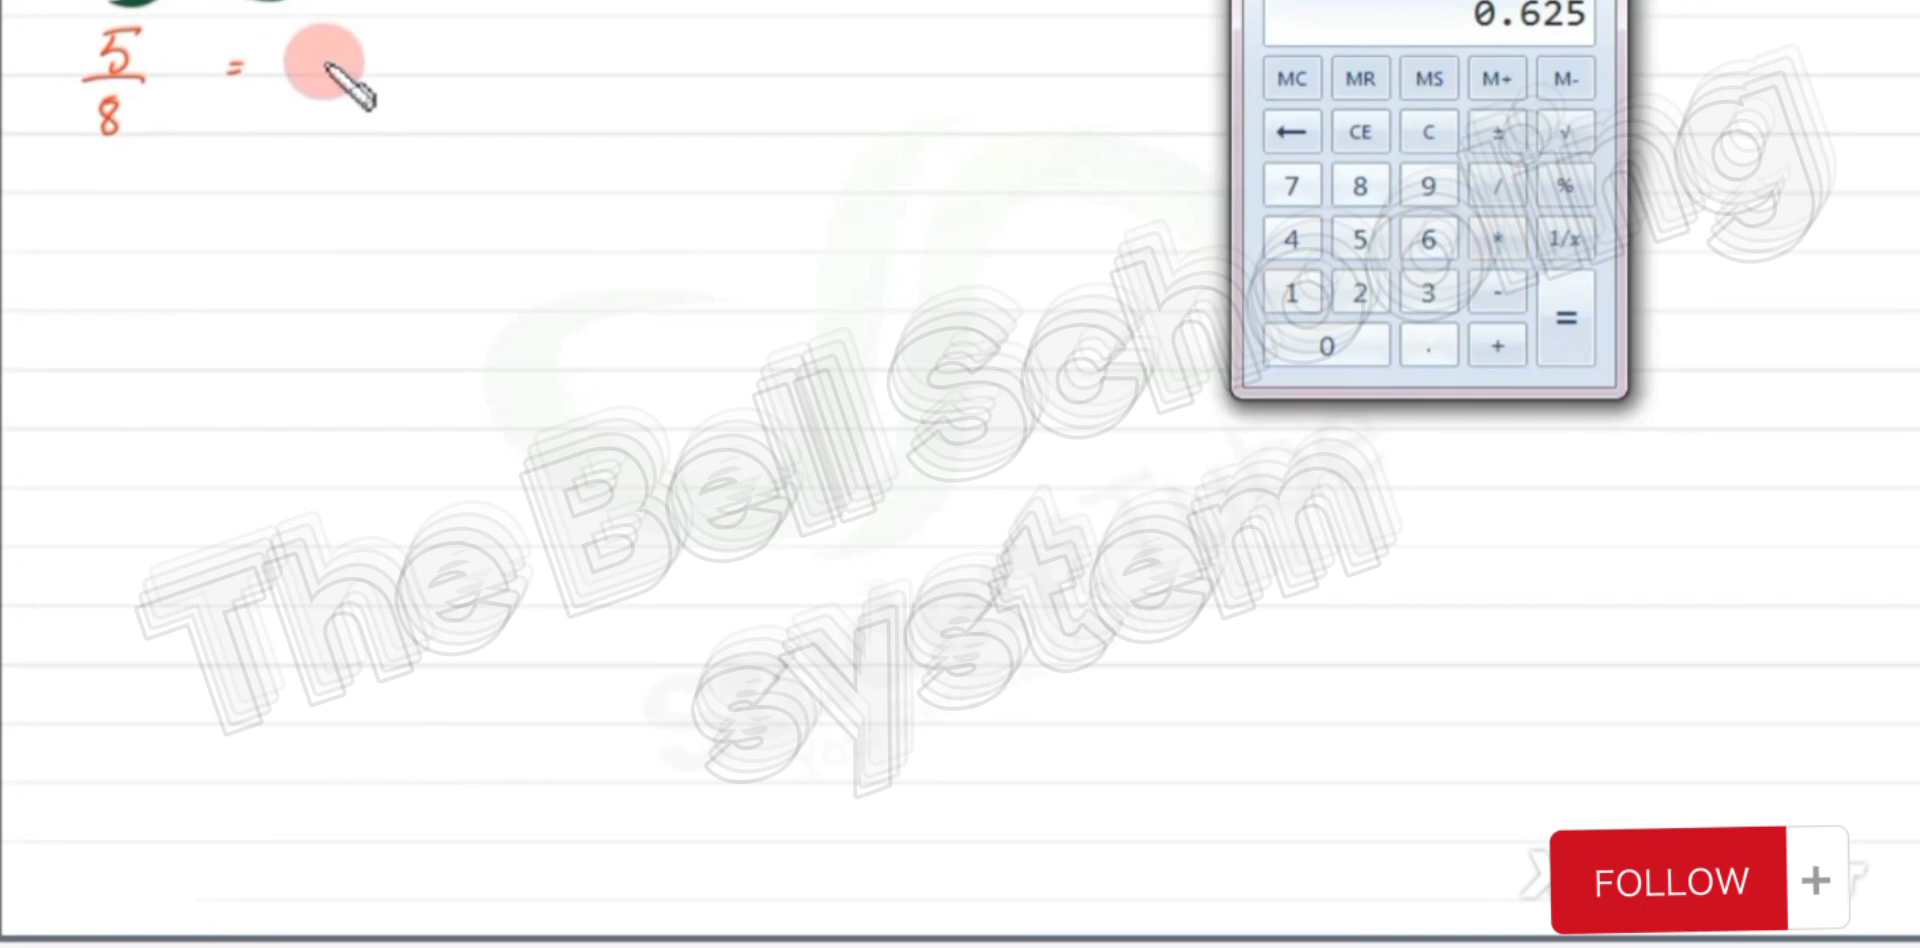 0.625
5
8
=
MC MR MS M+ M-
← CE C ± √
7 8 9 / %
4 5 6 * 1/x
1 2 3 - =
0 . +
The Bell Schooling
system
FOLLOW +